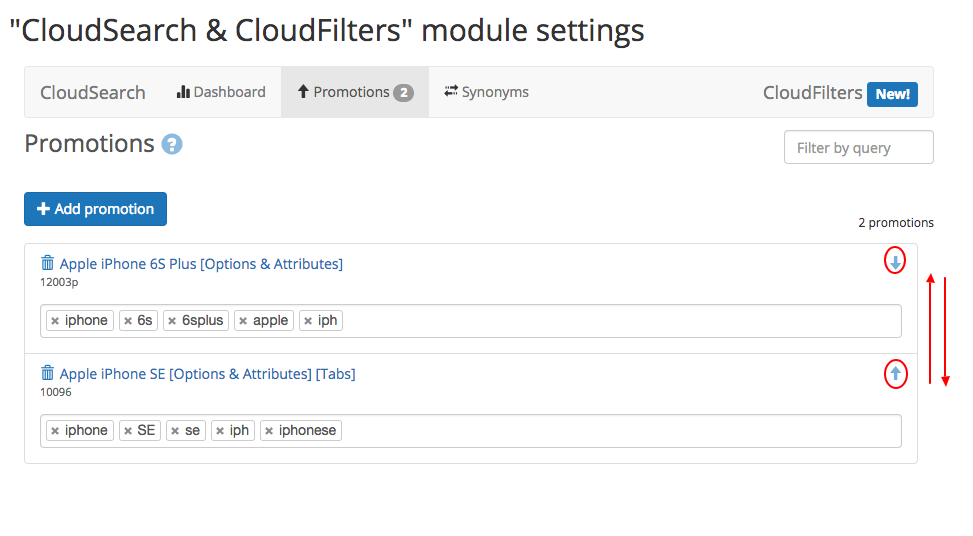 "CloudSearch & CloudFilters" module settings
CloudSearch Dashboard Promotions 2 Synonyms CloudFilters New!
Promotions ? Filter by query
+ Add promotion
2 promotions
Apple iPhone 6S Plus [Options & Attributes]
12003p
× iphone × 6s × 6splus × apple × iph
Apple iPhone SE [Options & Attributes] [Tabs]
10096
× iphone × SE × se × iph × iphonese